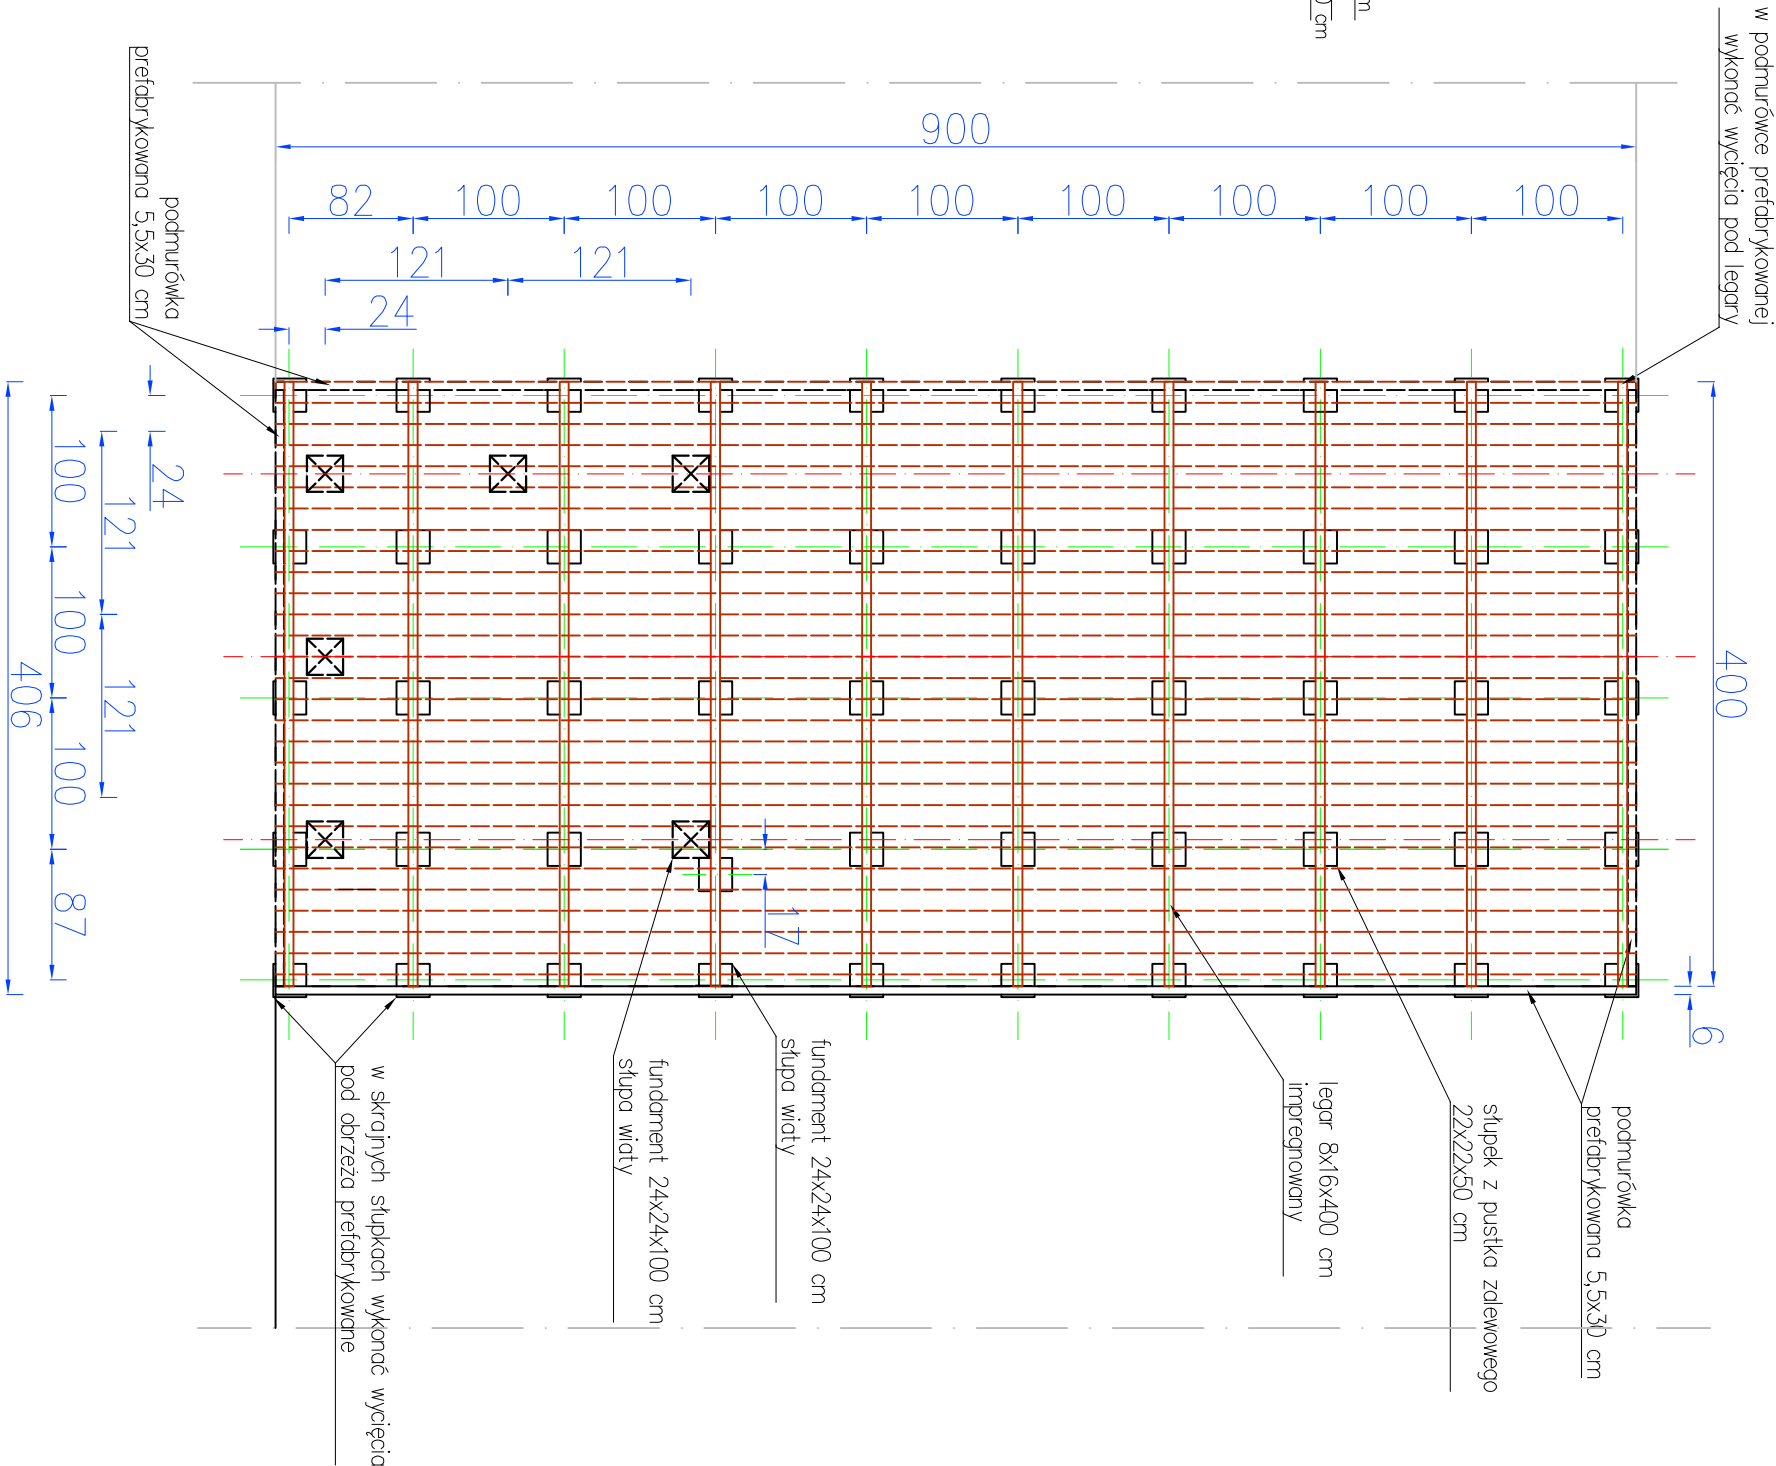 m
0 cm
w podmurówce prefabrykowanej
wykonać wycięcia pod legary
podmurówka
prefabrykowana 5,5x30 cm
900
82
100
100
100
100
100
100
100
100
121
121
24
24
100
100
100
87
121
121
406
400
6
17
podmurówka
prefabrykowana 5,5x30 cm
słupek z pustka zalewowego
22x22x50 cm
legar 8x16x400 cm
impregnowany
fundament 24x24x100 cm
słupa wiaty
fundament 24x24x100 cm
słupa wiaty
w skrajnych słupkach wykonać wycięcia
pod obrzeża prefabrykowane